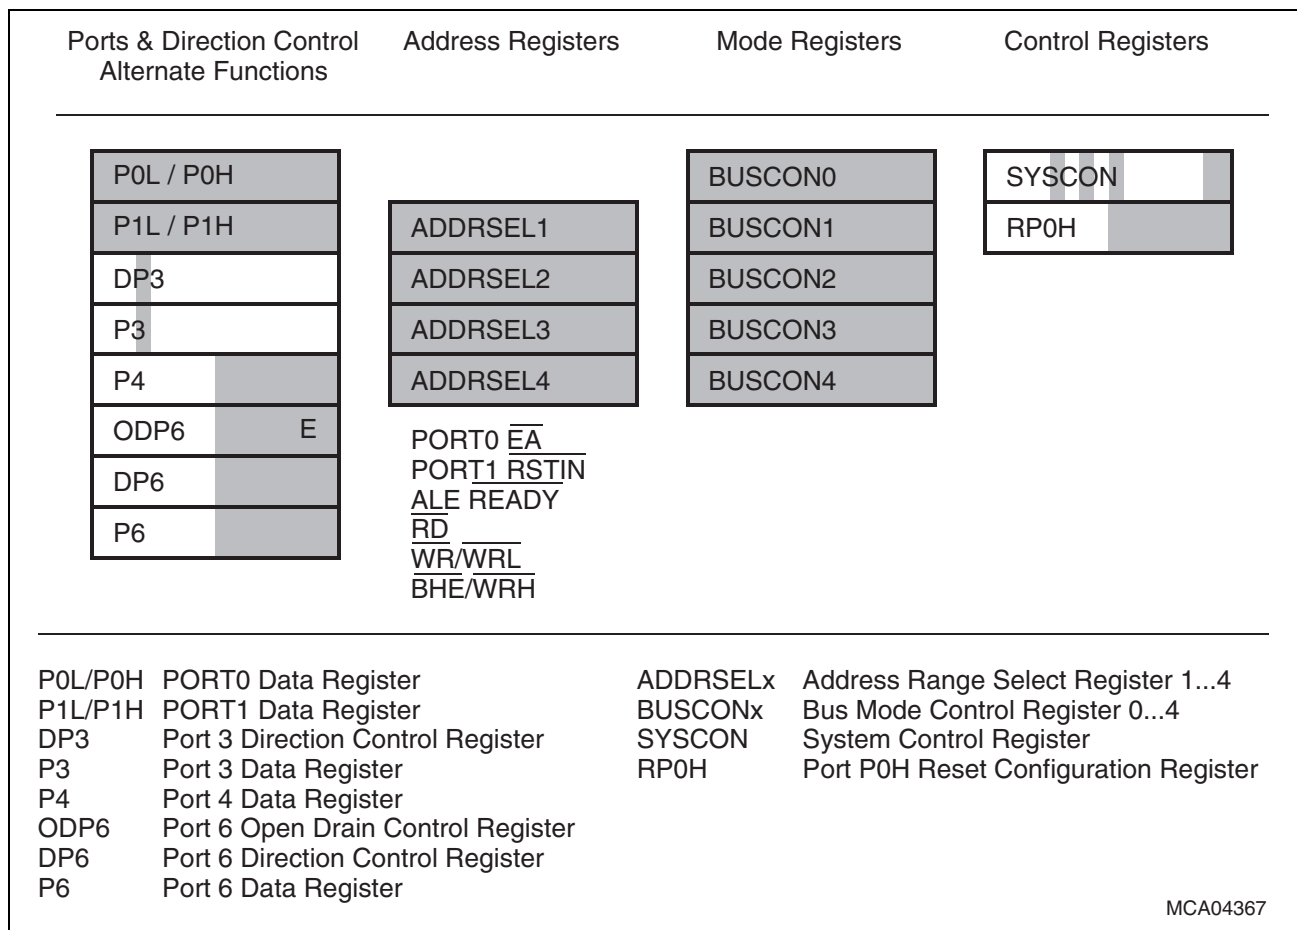 Ports & Direction Control
Alternate Functions
Address Registers
Mode Registers
Control Registers
P0L / P0H
P1L / P1H
DP3
P3
P4
ODP6 E
DP6
P6
ADDRSEL1
ADDRSEL2
ADDRSEL3
ADDRSEL4
PORT0 EA
PORT1 RSTIN
ALE READY
RD
WR/WRL
BHE/WRH
BUSCON0
BUSCON1
BUSCON2
BUSCON3
BUSCON4
SYSCON
RP0H
P0L/P0H PORT0 Data Register
P1L/P1H PORT1 Data Register
DP3 Port 3 Direction Control Register
P3 Port 3 Data Register
P4 Port 4 Data Register
ODP6 Port 6 Open Drain Control Register
DP6 Port 6 Direction Control Register
P6 Port 6 Data Register
ADDRSELx Address Range Select Register 1...4
BUSCONx Bus Mode Control Register 0...4
SYSCON System Control Register
RP0H Port P0H Reset Configuration Register
MCA04367